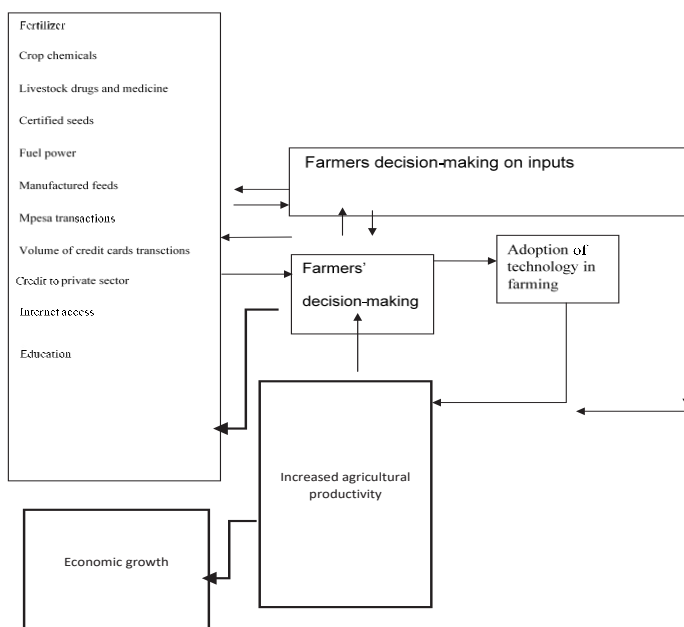 Fertilizer
Crop chemicals
Livestock drugs and medicine
Certified seeds
Fuel power
Manufactured feeds
Mpesa transactions
Volume of credit cards transctions
Credit to private sector
Internet access
Education
Farmers decision-making on inputs
Farmers'
decision-making
Adoption of
technology in
farming
Increased agricultural
productivity
Economic growth